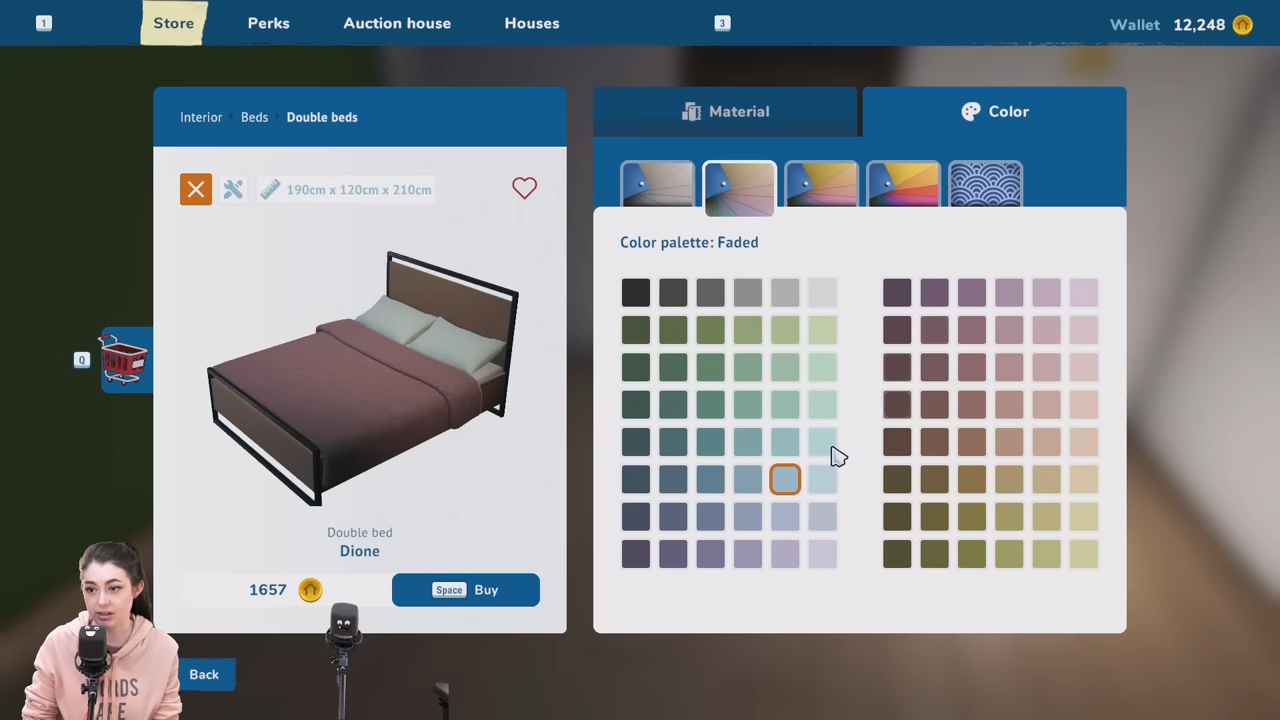 1
Store
Perks
Auction house
Houses
3
Wallet 12,248
Interior Beds Double beds
Material
Color
190cm x 120cm x 210cm
Color palette: Faded
Q
Double bed
Dione
1657
Space Buy
Back
ARE